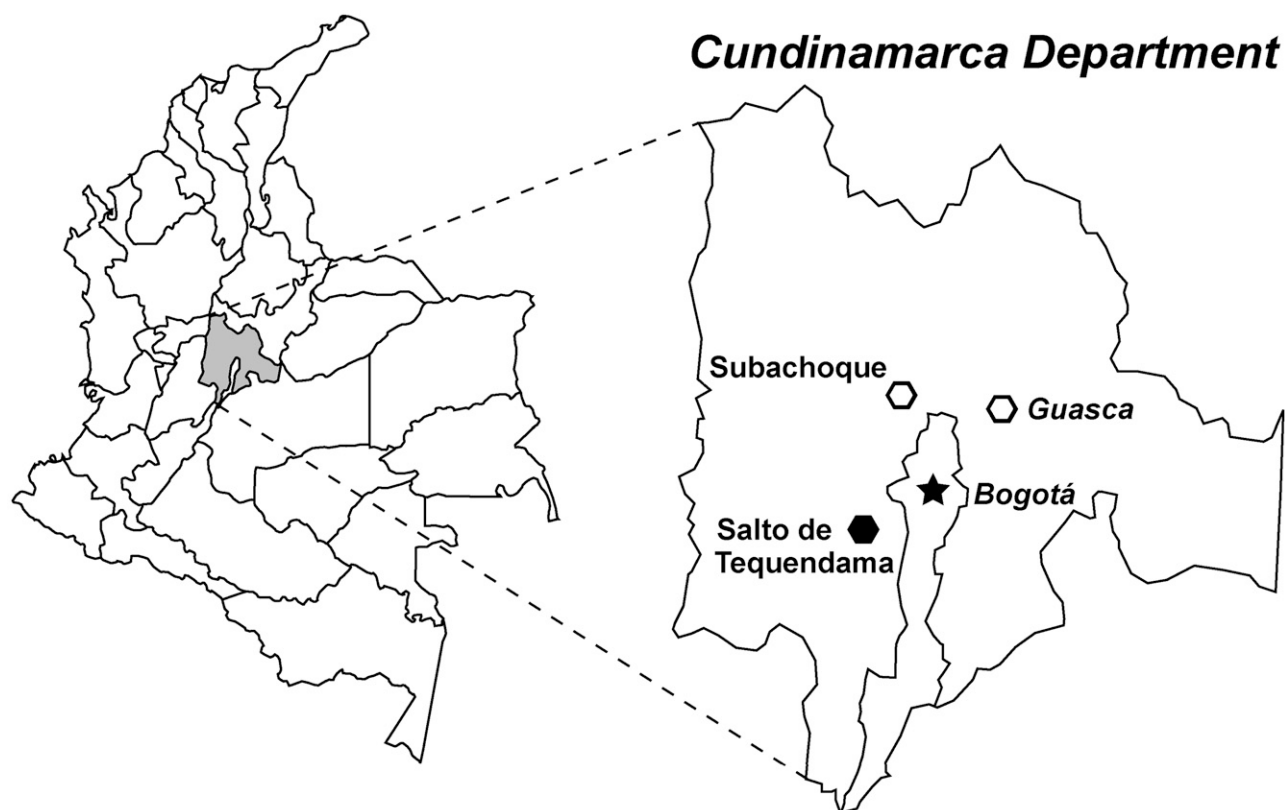 Cundinamarca Department
Subachoque
Guasca
Bogotá
Salto de
Tequendama